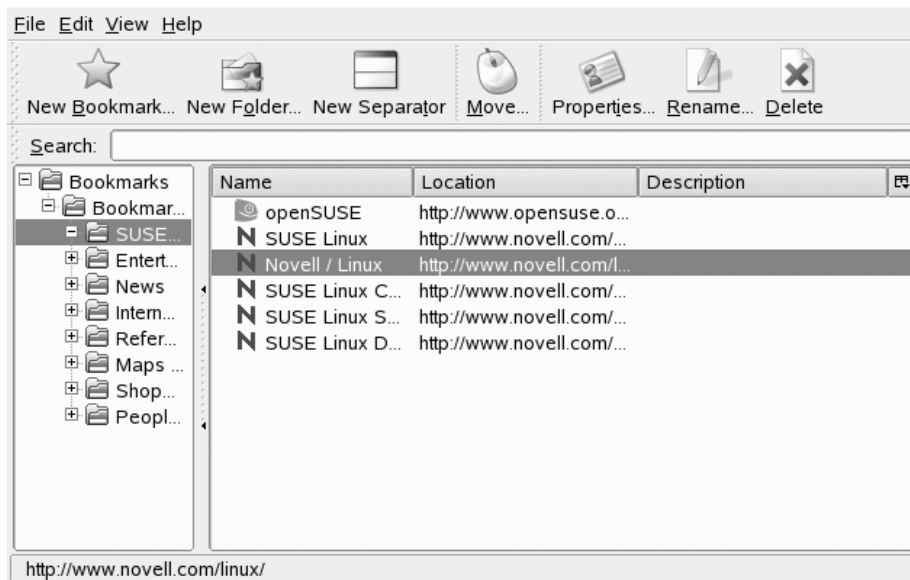 File Edit View Help
New Bookmark... New Folder... New Separator Move... Properties... Rename... Delete
Search:
Bookmarks
Bookmar...
SUSE...
Entert...
News
Intern...
Refer...
Maps ...
Shop...
Peopl...
Name Location Description
openSUSE http://www.opensuse.o...
SUSE Linux http://www.novell.com/...
Novell / Linux http://www.novell.com/l...
SUSE Linux C... http://www.novell.com/...
SUSE Linux S... http://www.novell.com/...
SUSE Linux D... http://www.novell.com/...
http://www.novell.com/linux/